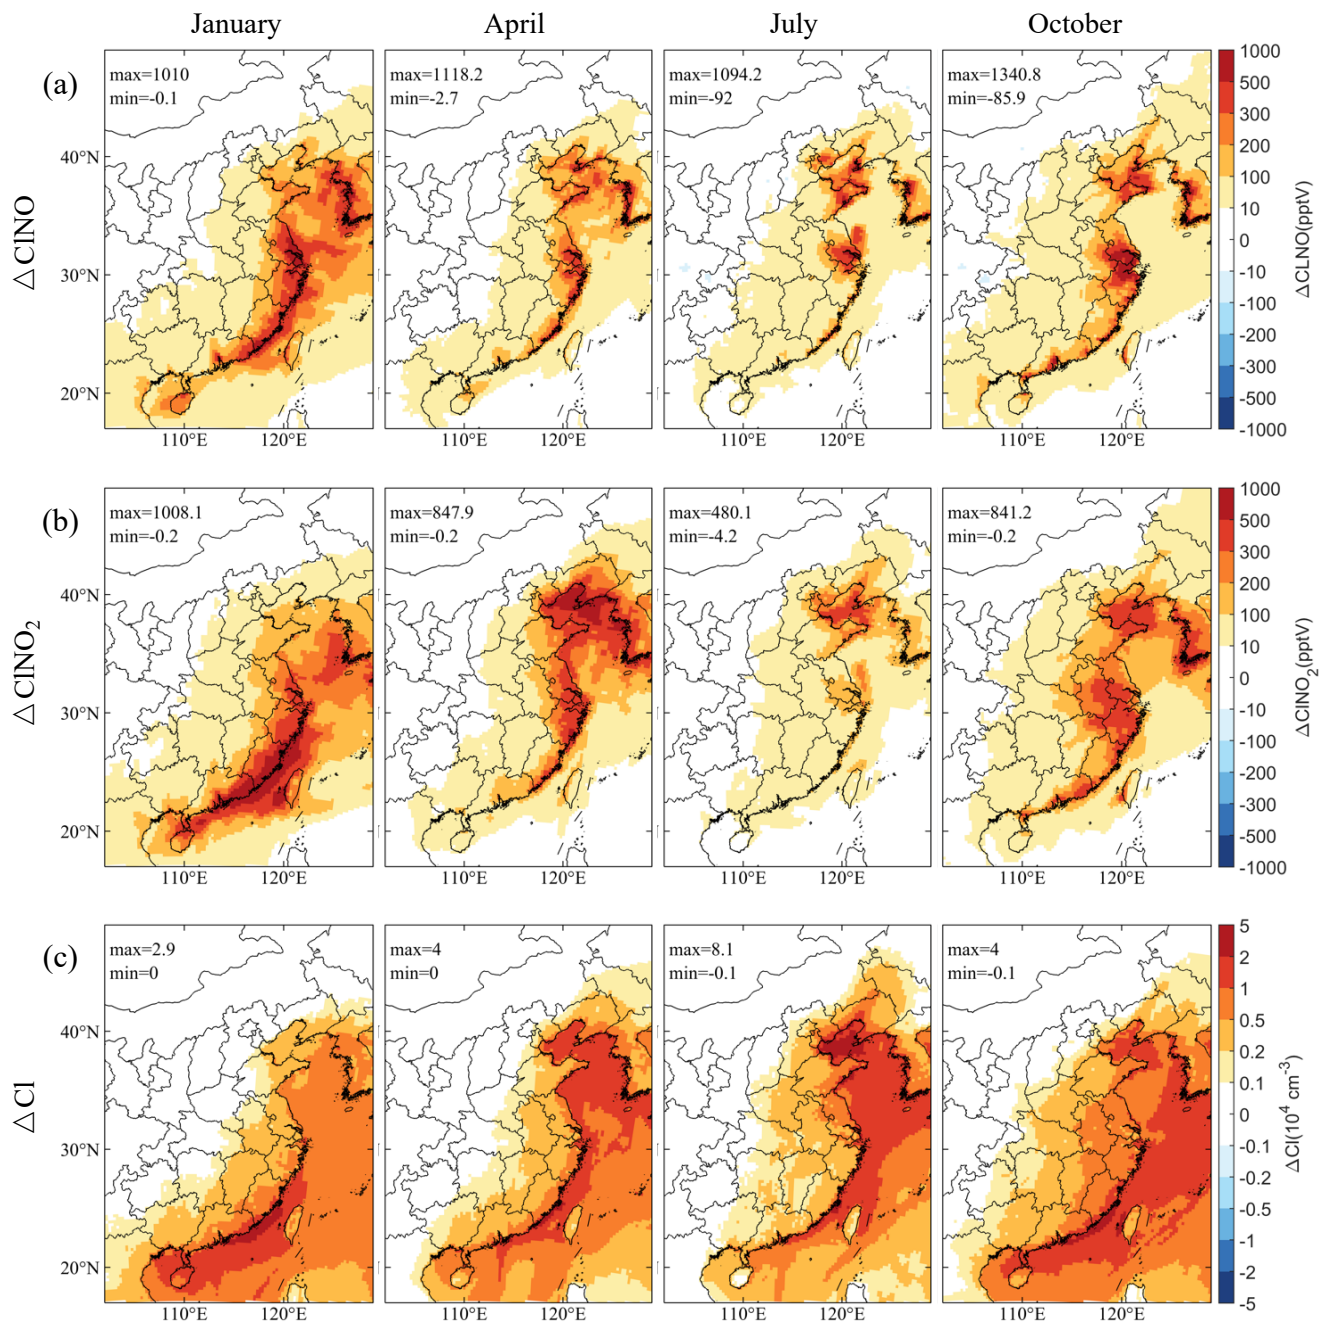 January April July October
(a)
△ClNO
max=1010
min=-0.1
max=1118.2
min=-2.7
max=1094.2
min=-92
max=1340.8
min=-85.9
40°N
30°N
20°N
110°E 120°E 110°E 120°E 110°E 120°E 110°E 120°E
1000
500
300
200
100
10
0
-10
-100
-200
-300
-500
-1000
△CLNO(pptV)
(b)
△ClNO₂
max=1008.1
min=-0.2
max=847.9
min=-0.2
max=480.1
min=-4.2
max=841.2
min=-0.2
40°N
30°N
20°N
110°E 120°E 110°E 120°E 110°E 120°E 110°E 120°E
1000
500
300
200
100
10
0
-10
-100
-200
-300
-500
-1000
△ClNO₂(pptV)
(c)
△Cl
max=2.9
min=0
max=4
min=0
max=8.1
min=-0.1
max=4
min=-0.1
40°N
30°N
20°N
110°E 120°E 110°E 120°E 110°E 120°E 110°E 120°E
5
2
1
0.5
0.2
0.1
0
-0.1
-0.2
-0.5
-1
-2
-5
△Cl(10⁴ cm⁻³)